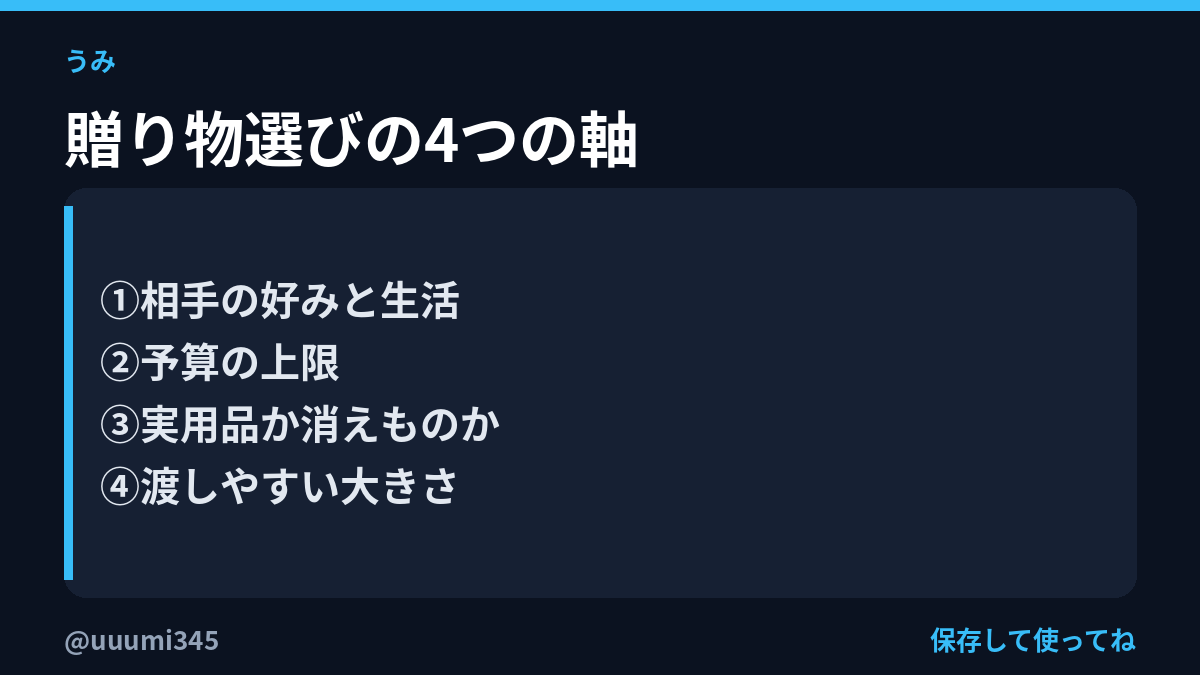 うみ
贈り物選びの4つの軸
①相手の好みと生活
②予算の上限
③実用品か消えものか
④渡しやすい大きさ
@uuumi345
保存して使ってね